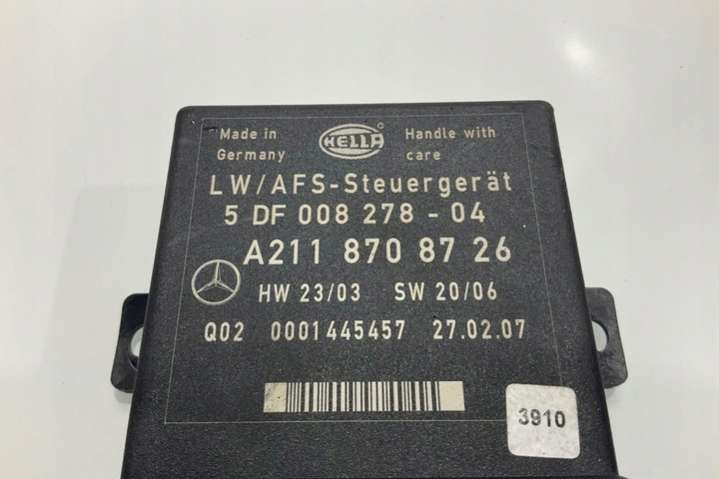 Made in
Germany
HELLA
Handle with
care
LW/AFS-Steuergerät
5 DF 008 278 - 04
A211 870 87 26
HW 23/03 SW 20/06
Q02 0001445457 27.02.07
3910